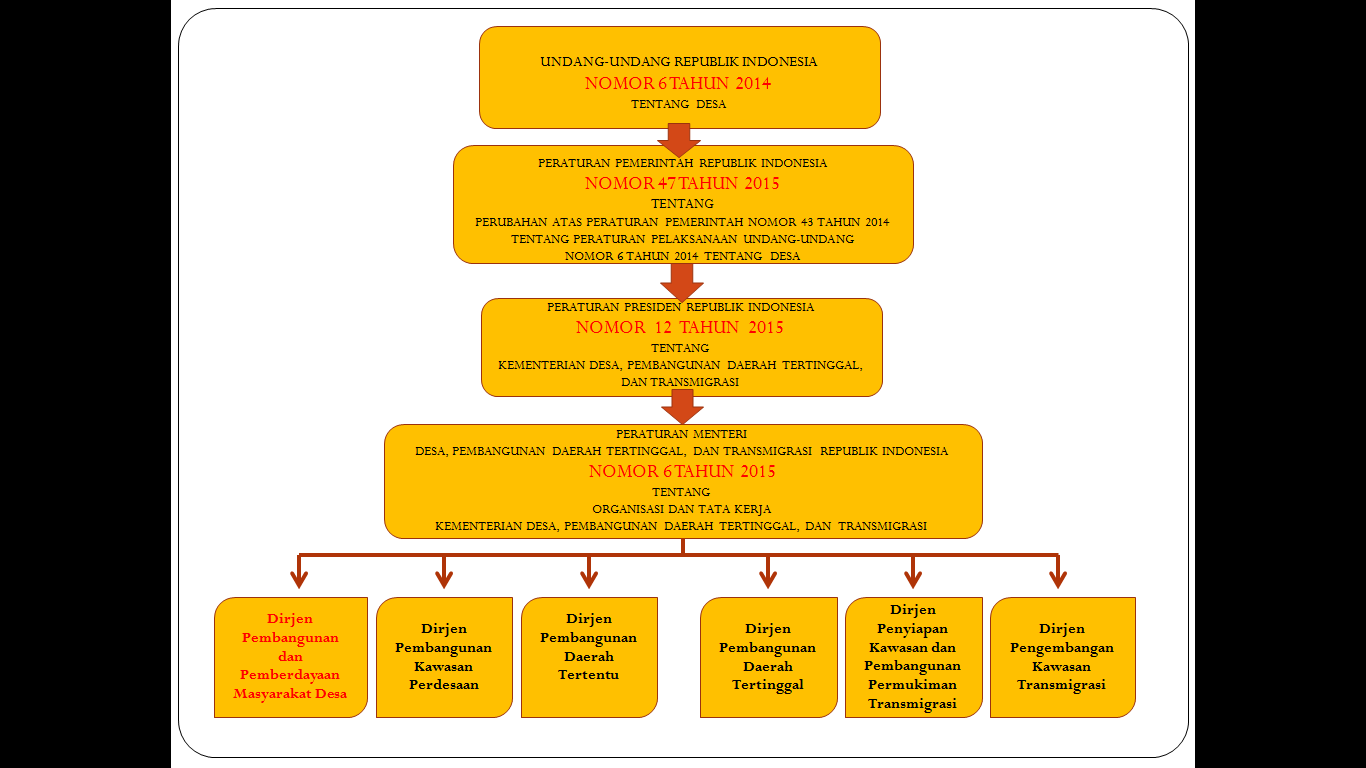 UNDANG-UNDANG REPUBLIK INDONESIA
NOMOR 6 TAHUN 2014
TENTANG DESA
PERATURAN PEMERINTAH REPUBLIK INDONESIA
NOMOR 47 TAHUN 2015
TENTANG
PERUBAHAN ATAS PERATURAN PEMERINTAH NOMOR 43 TAHUN 2014
TENTANG PERATURAN PELAKSANAAN UNDANG-UNDANG
NOMOR 6 TAHUN 2014 TENTANG DESA
PERATURAN PRESIDEN REPUBLIK INDONESIA
NOMOR 12 TAHUN 2015
TENTANG
KEMENTERIAN DESA, PEMBANGUNAN DAERAH TERTINGGAL,
DAN TRANSMIGRASI
PERATURAN MENTERI
DESA, PEMBANGUNAN DAERAH TERTINGGAL, DAN TRANSMIGRASI REPUBLIK INDONESIA
NOMOR 6 TAHUN 2015
TENTANG
ORGANISASI DAN TATA KERJA
KEMENTERIAN DESA, PEMBANGUNAN DAERAH TERTINGGAL, DAN TRANSMIGRASI
Dirjen
Pembangunan
dan
Pemberdayaan
Masyarakat Desa
Dirjen
Pembangunan
Kawasan
Perdesaan
Dirjen
Pembangunan
Daerah
Tertentu
Dirjen
Pembangunan
Daerah
Tertinggal
Dirjen
Penyiapan
Kawasan dan
Pembangunan
Permukiman
Transmigrasi
Dirjen
Pengembangan
Kawasan
Transmigrasi